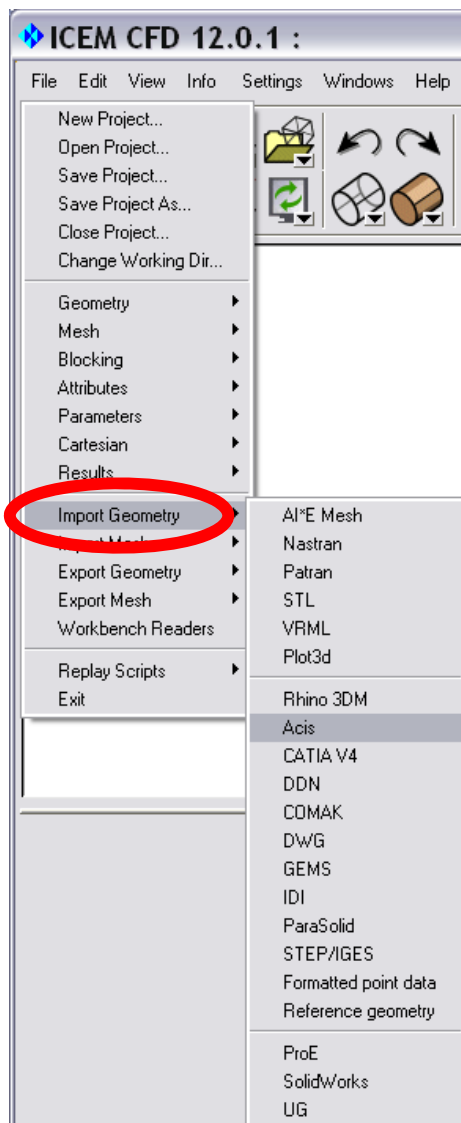 ICEM CFD 12.0.1 :
File Edit View Info Settings Windows Help
New Project...
Open Project...
Save Project...
Save Project As...
Close Project...
Change Working Dir...
Geometry
Mesh
Blocking
Attributes
Parameters
Cartesian
Results
Import Geometry
Import Mesh
Export Geometry
Export Mesh
Workbench Readers
Replay Scripts
Exit
AI*E Mesh
Nastran
Patran
STL
VRML
Plot3d
Rhino 3DM
Acis
CATIA V4
DDN
COMAK
DWG
GEMS
IDI
ParaSolid
STEP/IGES
Formatted point data
Reference geometry
ProE
SolidWorks
UG